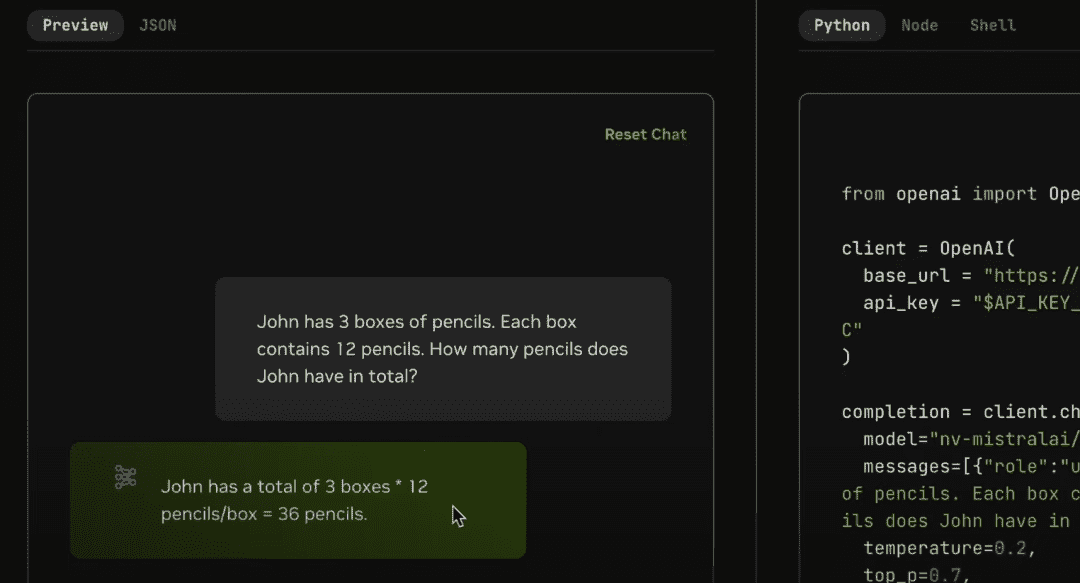 Preview JSON
Reset Chat
John has 3 boxes of pencils. Each box
contains 12 pencils. How many pencils does
John have in total?
John has a total of 3 boxes * 12
pencils/box = 36 pencils.
Python Node Shell
from openai import Ope
client = OpenAI(
base_url = "https://
api_key = "$API_KEY_
C"
)
completion = client.ch
model="nv-mistralai/
messages=[{"role":"u
of pencils. Each box c
ils does John have in
temperature=0.2,
top_p=0.7,